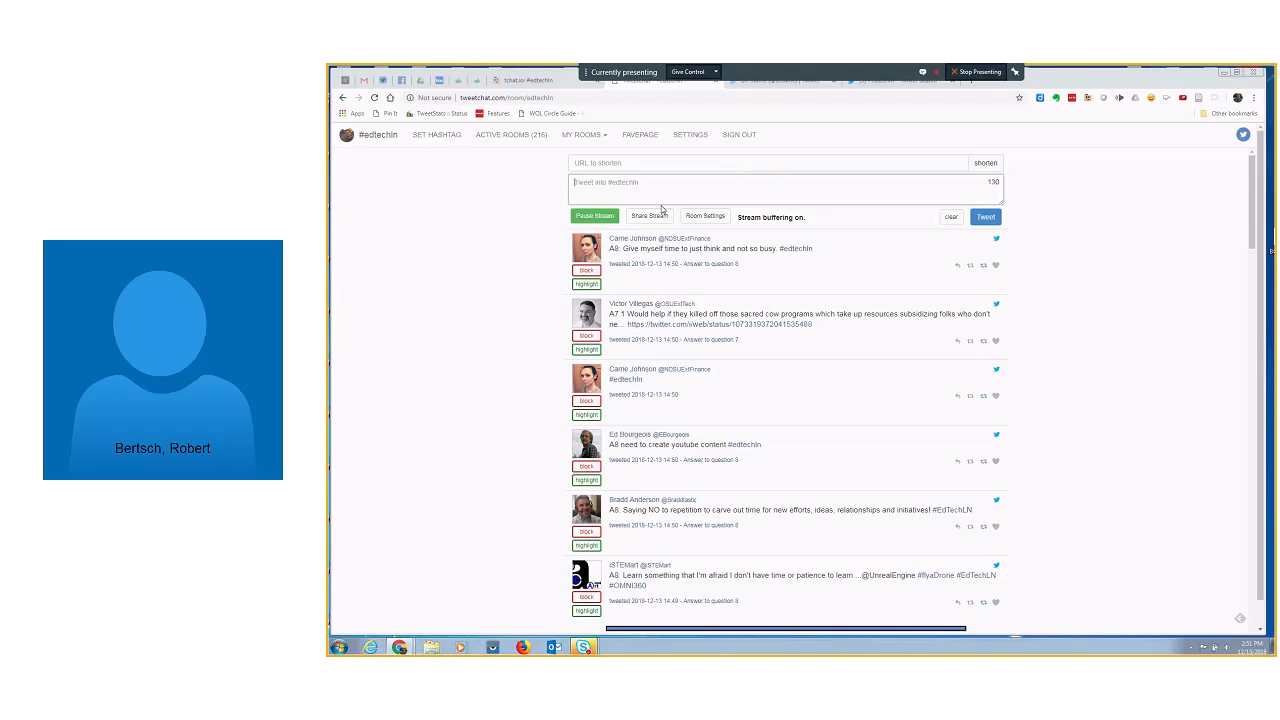 Currently presenting
Give Control
Stop Presenting
tchat.io: #edtechln
Not secure | tweetchat.com/room/edtechln
Apps
Pin It
TweetStats :: Status
Features
WOL Circle Guide -
Other bookmarks
#edtechln
SET HASHTAG
ACTIVE ROOMS (216)
MY ROOMS
FAVEPAGE
SETTINGS
SIGN OUT
URL to shorten
shorten
Tweet into #edtechln
130
Pause Stream
Share Stream
Room Settings
Stream buffering on.
clear
Tweet
Carrie Johnson @NDSUExtFinance
A8: Give myself time to just think and not so busy. #edtechln
tweeted 2018-12-13 14:50 - Answer to question 8
block
highlight
Victor Villegas @OSUExtTech
A7.1 Would help if they killed off those sacred cow programs which take up resources subsidizing folks who don't
ne... https://twitter.com/i/web/status/1073319372041535488
tweeted 2018-12-13 14:50 - Answer to question 7
block
highlight
Carrie Johnson @NDSUExtFinance
#edtechln
tweeted 2018-12-13 14:50
block
highlight
Ed Bourgeois @EBourgeois
A8 need to create youtube content #edtechln
tweeted 2018-12-13 14:50 - Answer to question 8
block
highlight
Bradd Anderson @Braddtastic
A8. Saying NO to repetition to carve out time for new efforts, ideas, relationships and initiatives! #EdTechLN
tweeted 2018-12-13 14:50 - Answer to question 8
block
highlight
iSTEMart @iSTEMart
A8. Learn something that I'm afraid I don't have time or patience to learn....@UnrealEngine #flyaDrone #EdTechLN
#OMNI360
tweeted 2018-12-13 14:49 - Answer to question 8
block
highlight
Bertsch, Robert
2:51 PM
12/13/2018